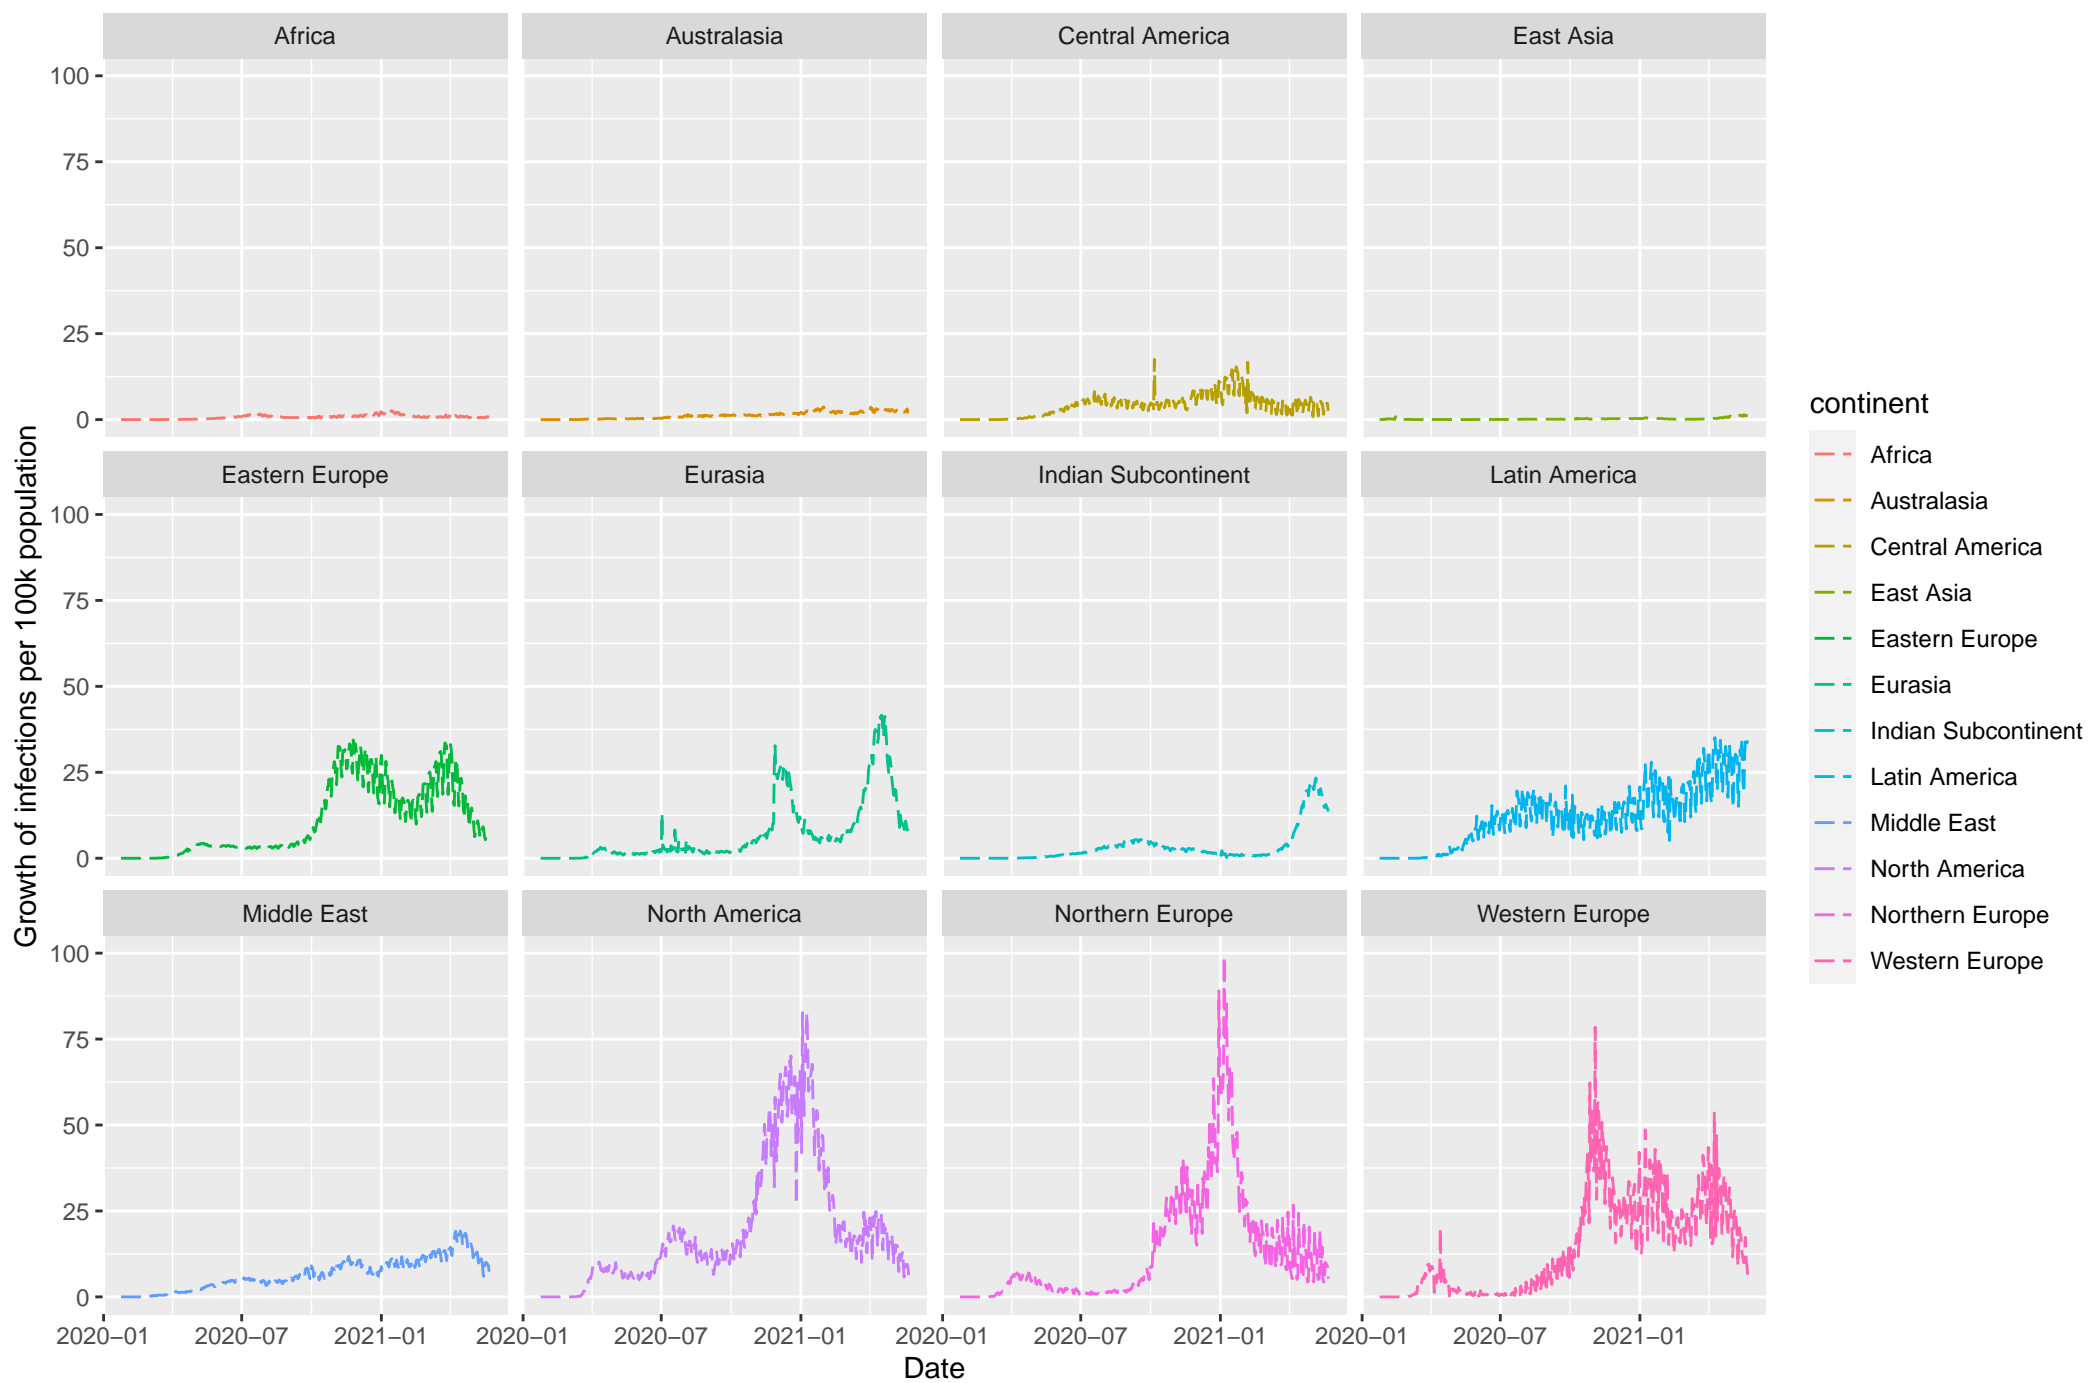 Africa
Australasia
Central America
East Asia
100
75
50
25
0
Eastern Europe
Eurasia
Indian Subcontinent
Latin America
100
75
50
25
0
Middle East
North America
Northern Europe
Western Europe
100
75
50
25
0
2020–01 2020–07 2021–01 2020–01 2020–07 2021–01 2020–01 2020–07 2021–01 2020–01 2020–07 2021–01
Date
Growth of infections per 100k population
continent
Africa
Australasia
Central America
East Asia
Eastern Europe
Eurasia
Indian Subcontinent
Latin America
Middle East
North America
Northern Europe
Western Europe